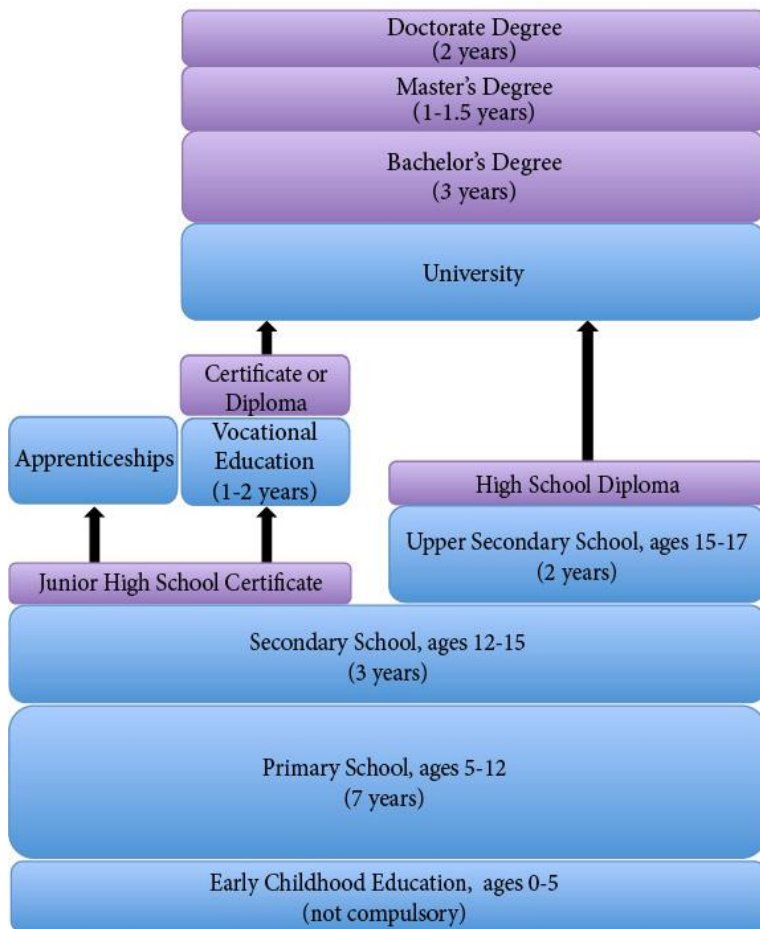 Doctorate Degree
(2 years)
Master's Degree
(1-1.5 years)
Bachelor's Degree
(3 years)
University
Certificate or
Diploma
Apprenticeships
Vocational
Education
(1-2 years)
High School Diploma
Upper Secondary School, ages 15-17
(2 years)
Junior High School Certificate
Secondary School, ages 12-15
(3 years)
Primary School, ages 5-12
(7 years)
Early Childhood Education, ages 0-5
(not compulsory)